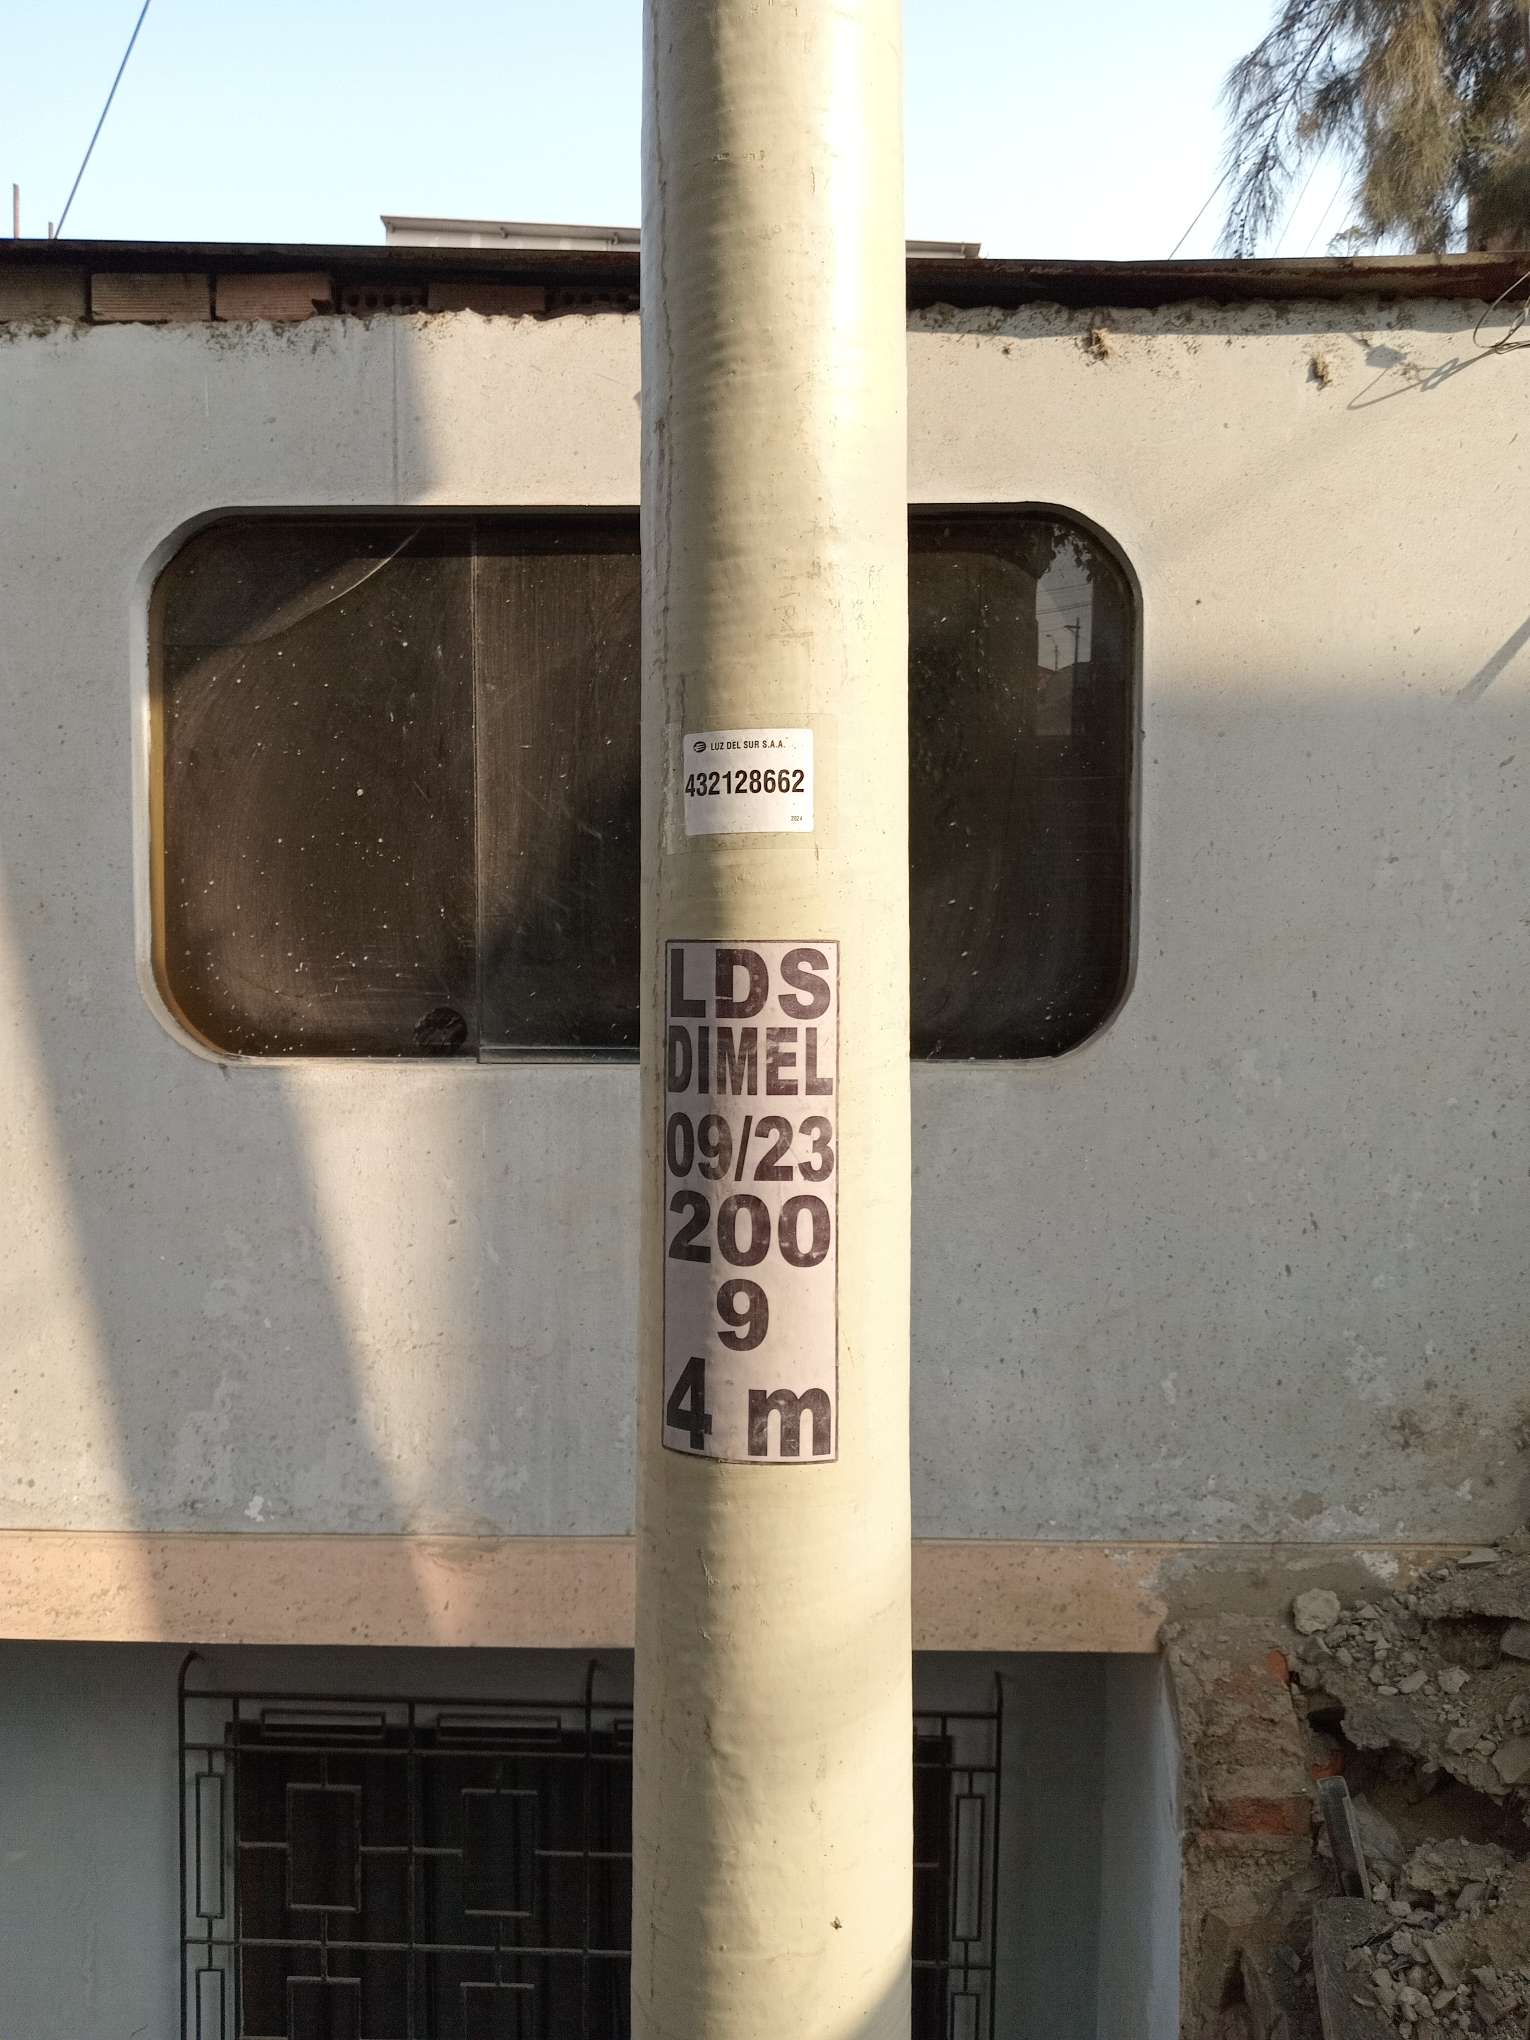 LUZ DEL SUR S.A.A.
432128662
2024
LDS
DIMEL
09/23
200
9
4 m